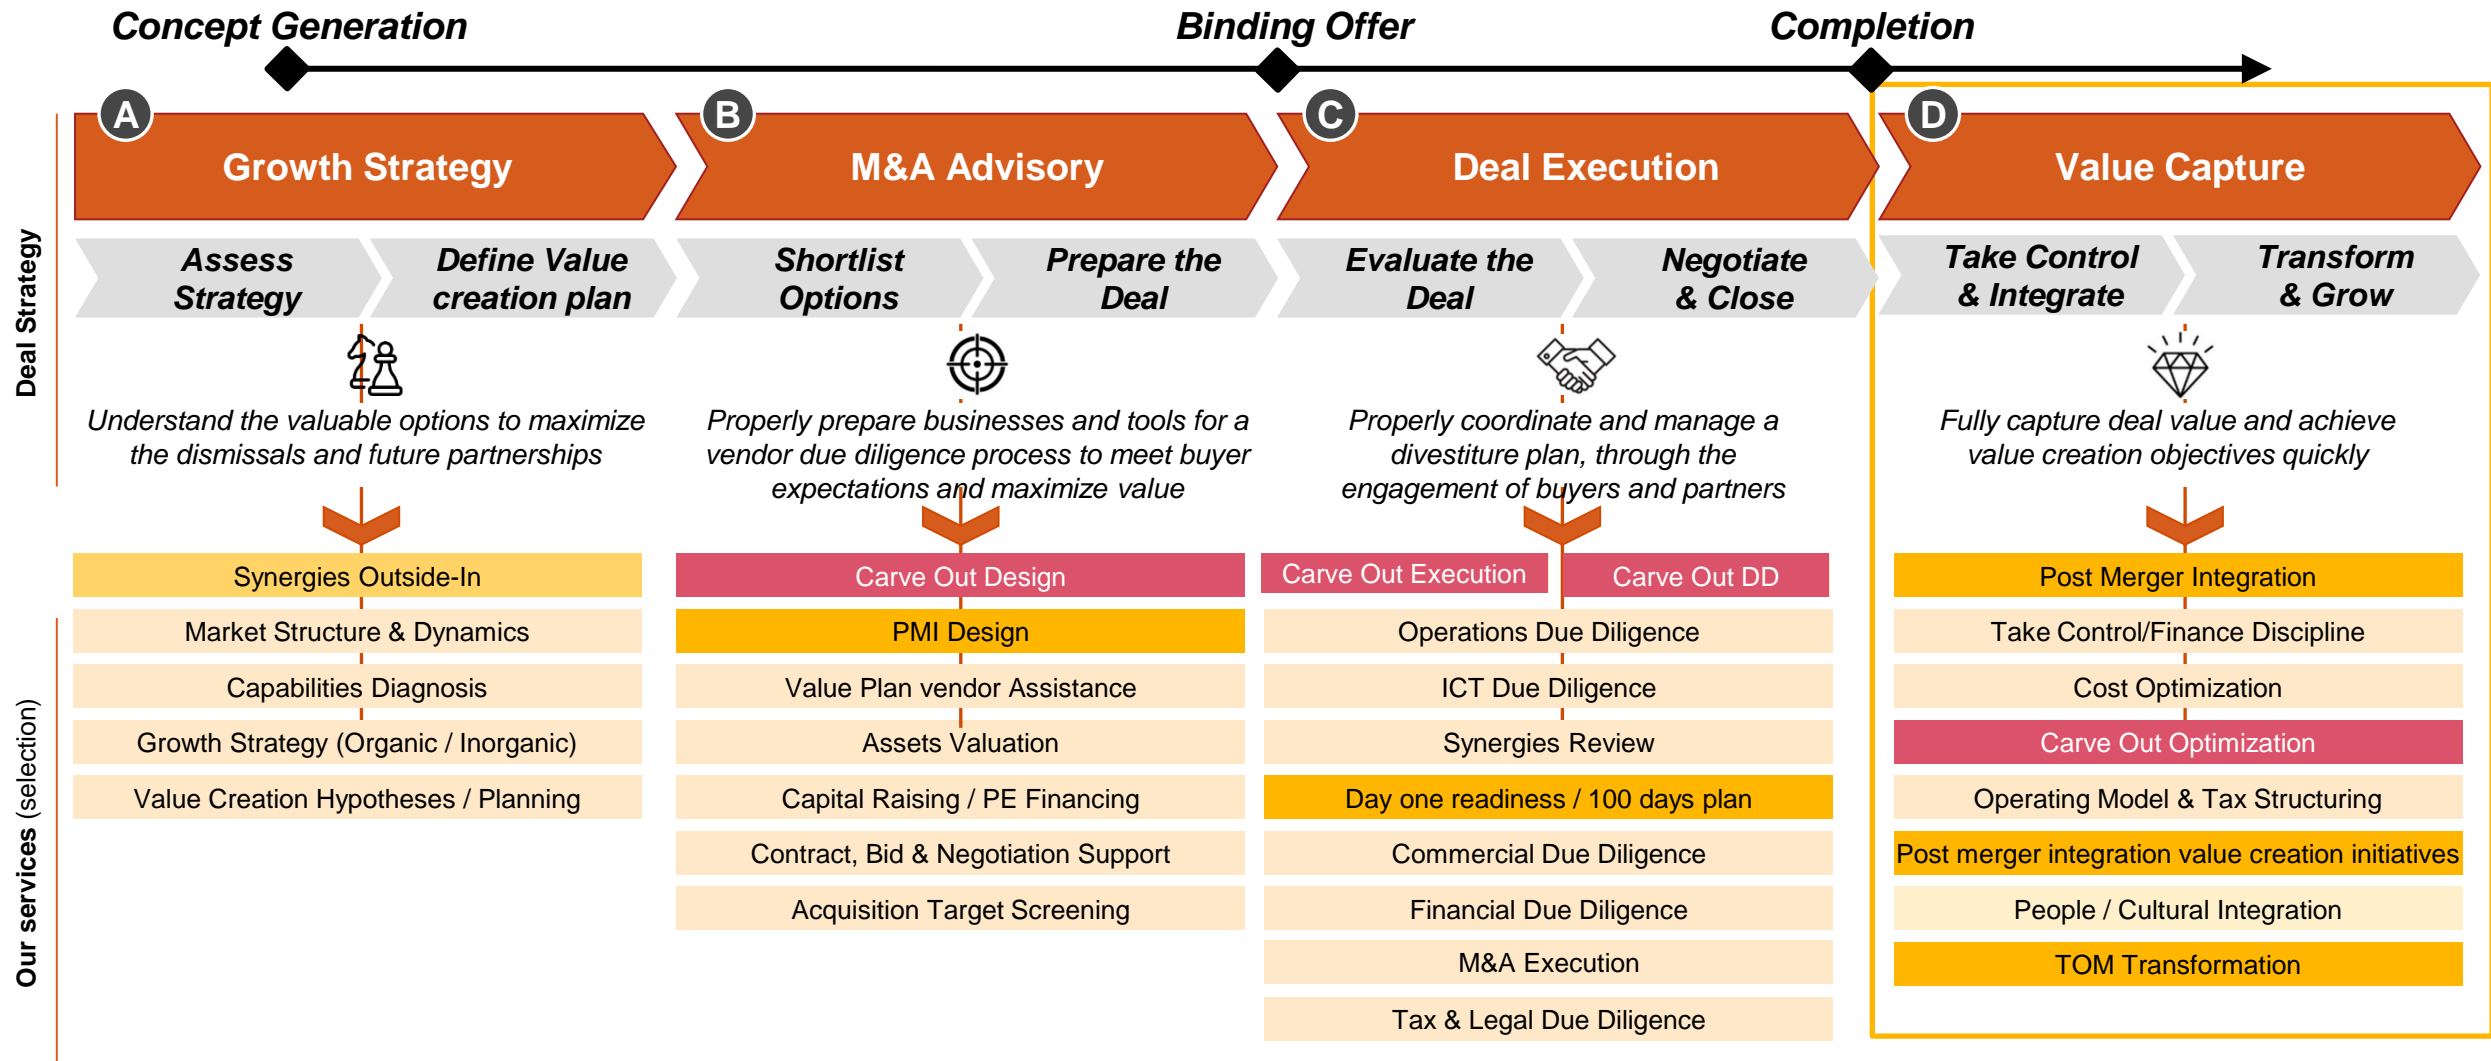 Concept Generation
Binding Offer
Completion
A
B
C
D
Growth Strategy
M&A Advisory
Deal Execution
Value Capture
Deal Strategy
Assess
Strategy
Define Value
creation plan
Shortlist
Options
Prepare the
Deal
Evaluate the
Deal
Negotiate
& Close
Take Control
& Integrate
Transform
& Grow
Understand the valuable options to maximize
the dismissals and future partnerships
Properly prepare businesses and tools for a
vendor due diligence process to meet buyer
expectations and maximize value
Properly coordinate and manage a
divestiture plan, through the
engagement of buyers and partners
Fully capture deal value and achieve
value creation objectives quickly
Our services (selection)
Synergies Outside-In
Market Structure & Dynamics
Capabilities Diagnosis
Growth Strategy (Organic / Inorganic)
Value Creation Hypotheses / Planning
Carve Out Design
PMI Design
Value Plan vendor Assistance
Assets Valuation
Capital Raising / PE Financing
Contract, Bid & Negotiation Support
Acquisition Target Screening
Carve Out Execution
Carve Out DD
Operations Due Diligence
ICT Due Diligence
Synergies Review
Day one readiness / 100 days plan
Commercial Due Diligence
Financial Due Diligence
M&A Execution
Tax & Legal Due Diligence
Post Merger Integration
Take Control/Finance Discipline
Cost Optimization
Carve Out Optimization
Operating Model & Tax Structuring
Post merger integration value creation initiatives
People / Cultural Integration
TOM Transformation